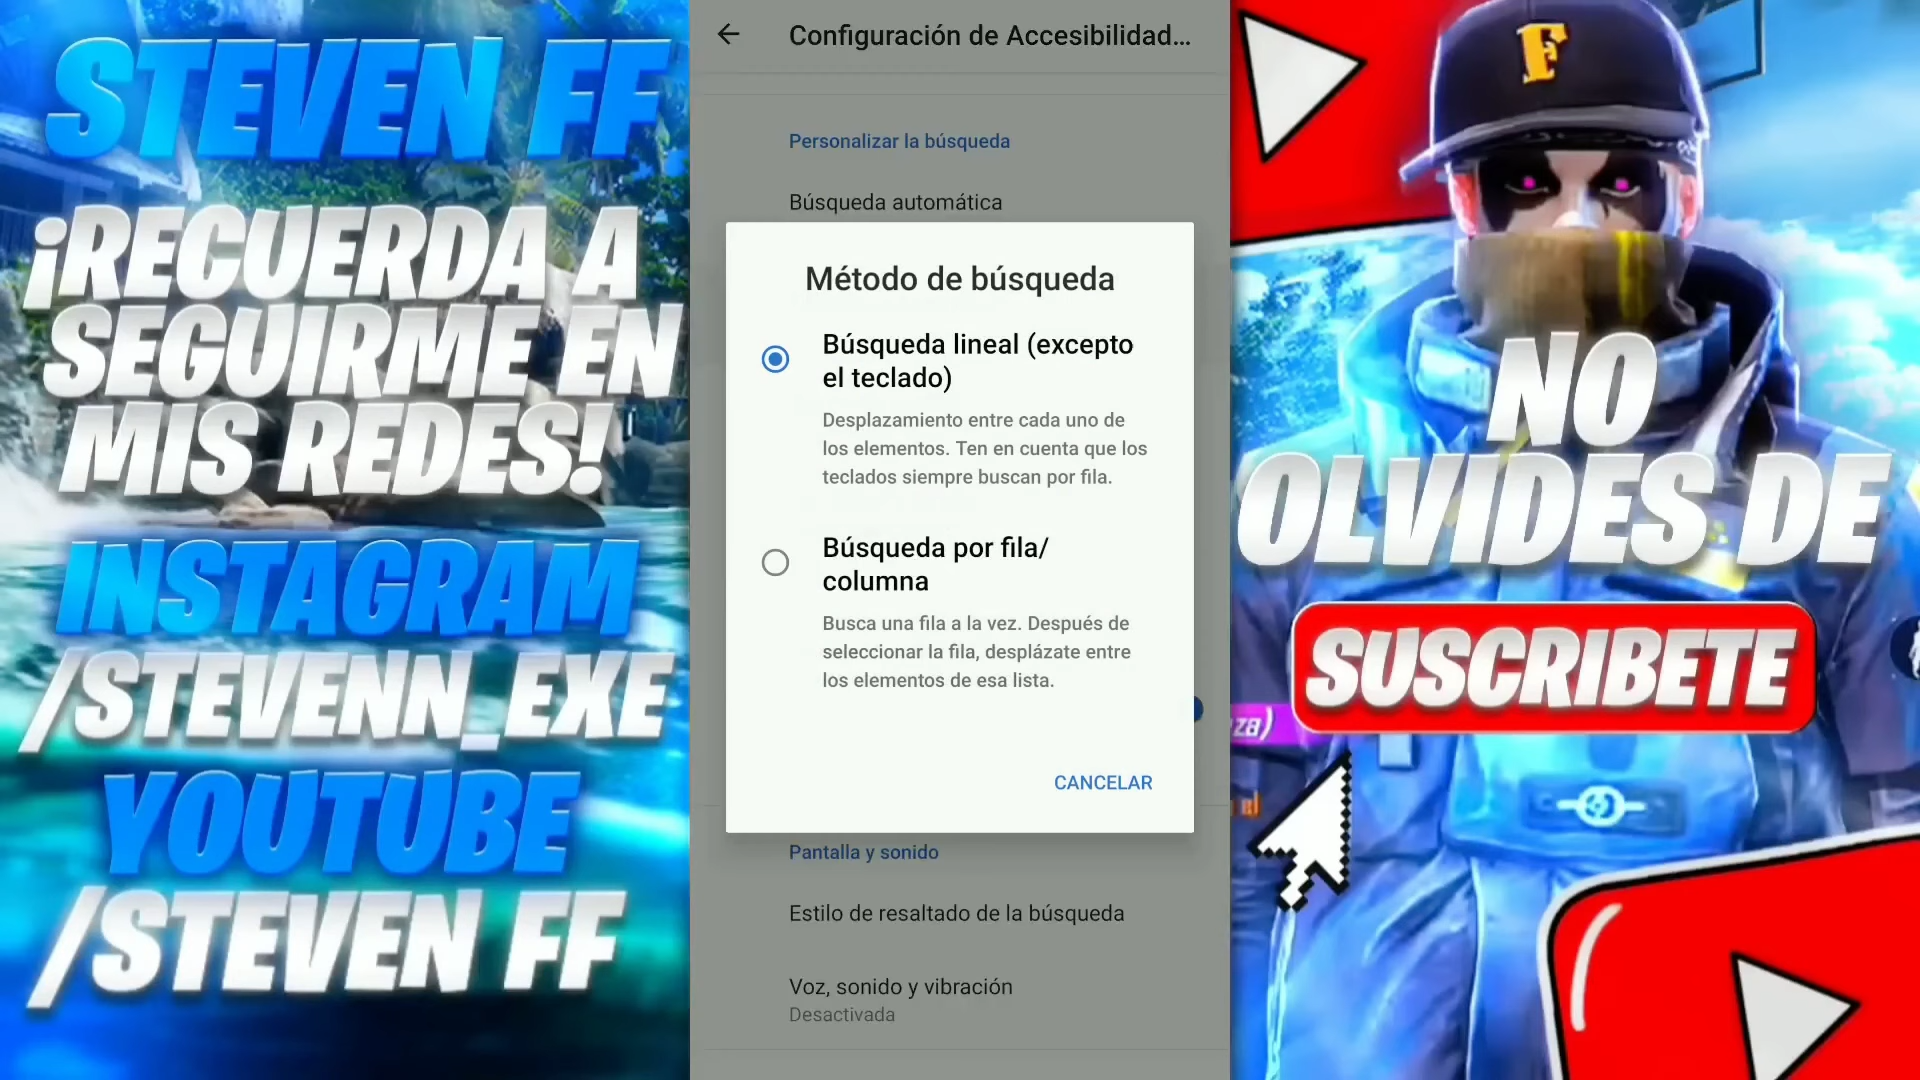 STEVEN FF
¡RECUERDA A
SEGUIRME EN
MIS REDES!
INSTAGRAM
/STEVENN_EXE
YOUTUBE
/STEVEN FF
Configuración de Accesibilidad...
Personalizar la búsqueda
Búsqueda automática
Método de búsqueda
Búsqueda lineal (excepto
el teclado)
Desplazamiento entre cada uno de
los elementos. Ten en cuenta que los
teclados siempre buscan por fila.
Búsqueda por fila/
columna
Busca una fila a la vez. Después de
seleccionar la fila, desplázate entre
los elementos de esa lista.
CANCELAR
Pantalla y sonido
Estilo de resaltado de la búsqueda
Voz, sonido y vibración
Desactivada
F
NO
OLVIDES DE
SUSCRIBETE
za)